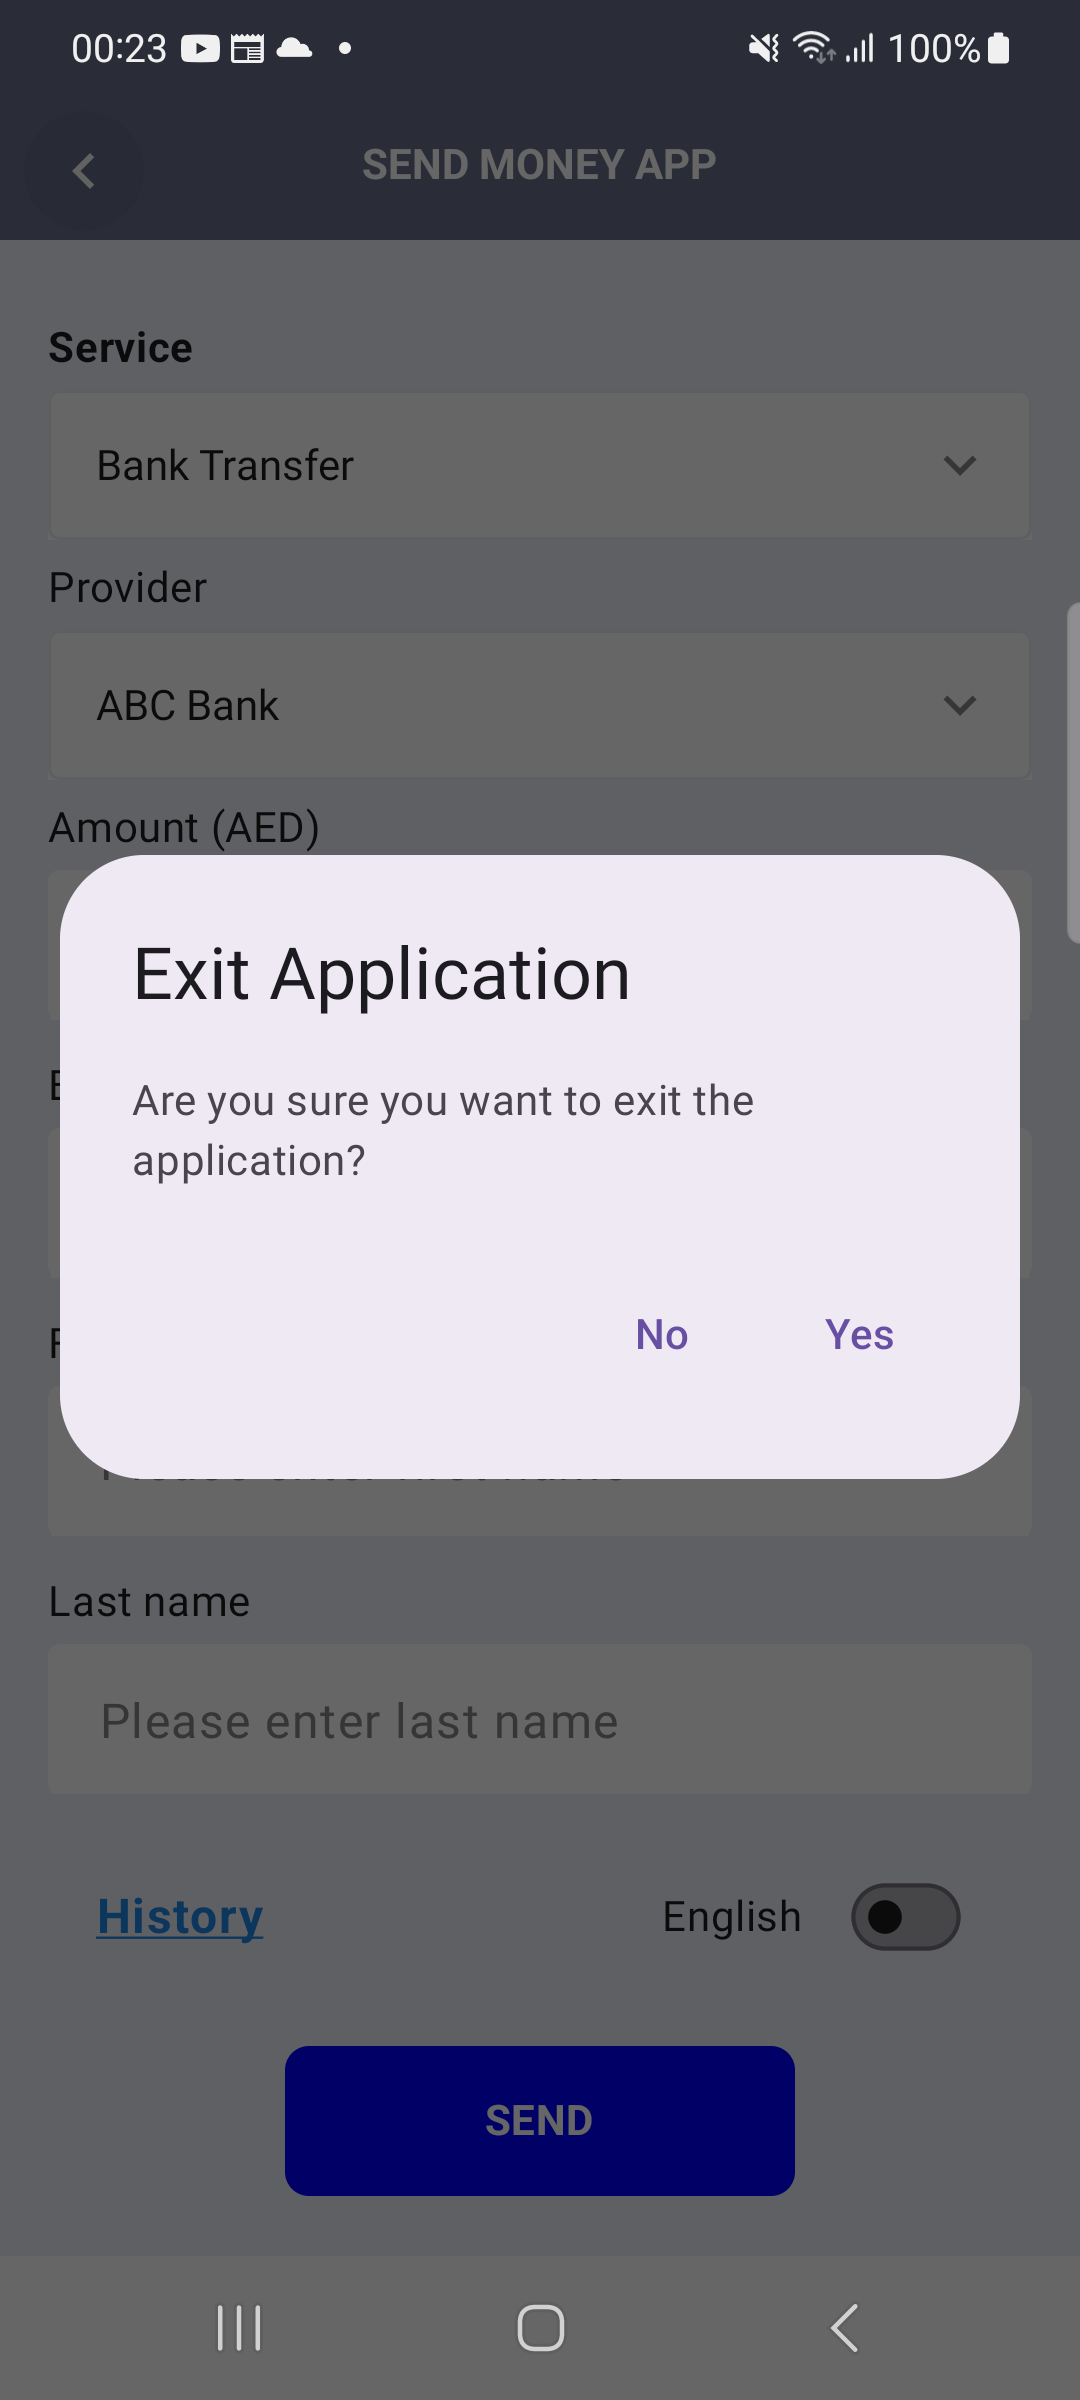 00:23
100%
SEND MONEY APP
Service
Bank Transfer
Provider
ABC Bank
Amount (AED)
Exit Application
Are you sure you want to exit the
application?
No
Yes
Last name
Please enter last name
History
English
SEND